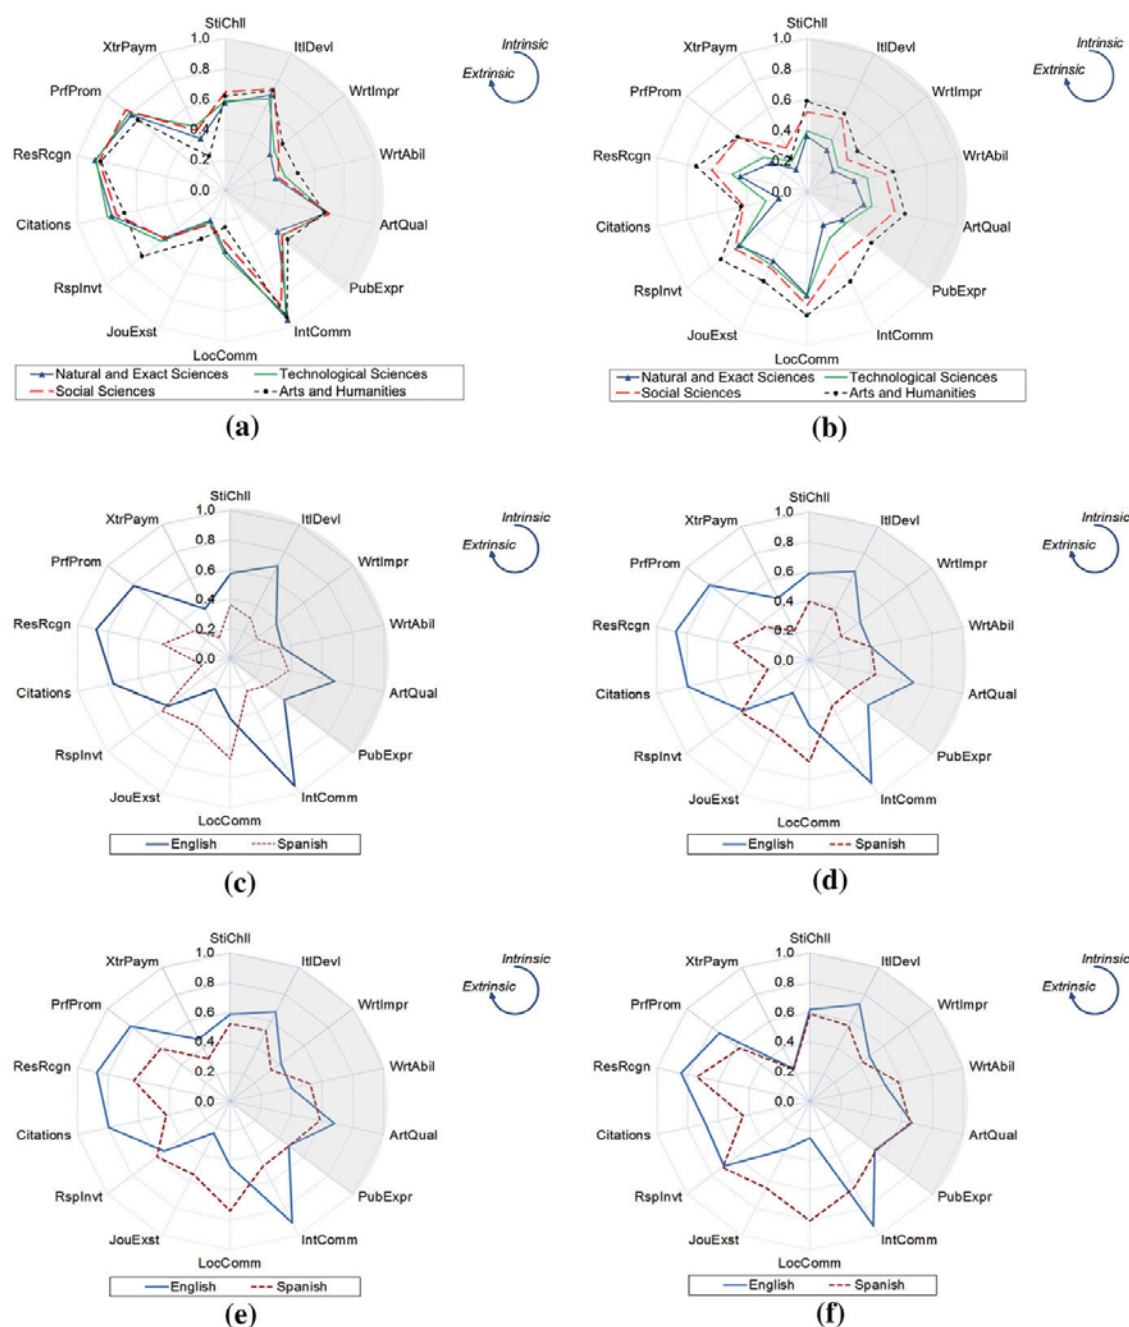 StiChll
1.0
XtrPaym
ItlDevl
Intrinsic
0.8
Extrinsic
PrfProm
0.6
WrtImpr
0.4
ResRcgn
0.2
WrtAbil
0.0
Citations
ArtQual
RspInvt
PubExpr
JouExst
IntComm
LocComm
Natural and Exact Sciences
Technological Sciences
Social Sciences
Arts and Humanities
(a)
StiChll
1.0
XtrPaym
ItlDevl
Intrinsic
0.8
Extrinsic
PrfProm
0.6
WrtImpr
0.4
ResRcgn
0.2
WrtAbil
0.0
Citations
ArtQual
RspInvt
PubExpr
JouExst
IntComm
LocComm
Natural and Exact Sciences
Technological Sciences
Social Sciences
Arts and Humanities
(b)
StiChll
1.0
XtrPaym
ItlDevl
Intrinsic
0.8
Extrinsic
PrfProm
0.6
WrtImpr
0.4
ResRcgn
0.2
WrtAbil
0.0
Citations
ArtQual
RspInvt
PubExpr
JouExst
IntComm
LocComm
English
Spanish
(c)
StiChll
1.0
XtrPaym
ItlDevl
Intrinsic
0.8
Extrinsic
PrfProm
0.6
WrtImpr
0.4
ResRcgn
0.2
WrtAbil
0.0
Citations
ArtQual
RspInvt
PubExpr
JouExst
IntComm
LocComm
English
Spanish
(d)
StiChll
1.0
XtrPaym
ItlDevl
Intrinsic
0.8
Extrinsic
PrfProm
0.6
WrtImpr
0.4
ResRcgn
0.2
WrtAbil
0.0
Citations
ArtQual
RspInvt
PubExpr
JouExst
IntComm
LocComm
English
Spanish
(e)
StiChll
1.0
XtrPaym
ItlDevl
Intrinsic
0.8
Extrinsic
PrfProm
0.6
WrtImpr
0.4
ResRcgn
0.2
WrtAbil
0.0
Citations
ArtQual
RspInvt
PubExpr
JouExst
IntComm
LocComm
English
Spanish
(f)